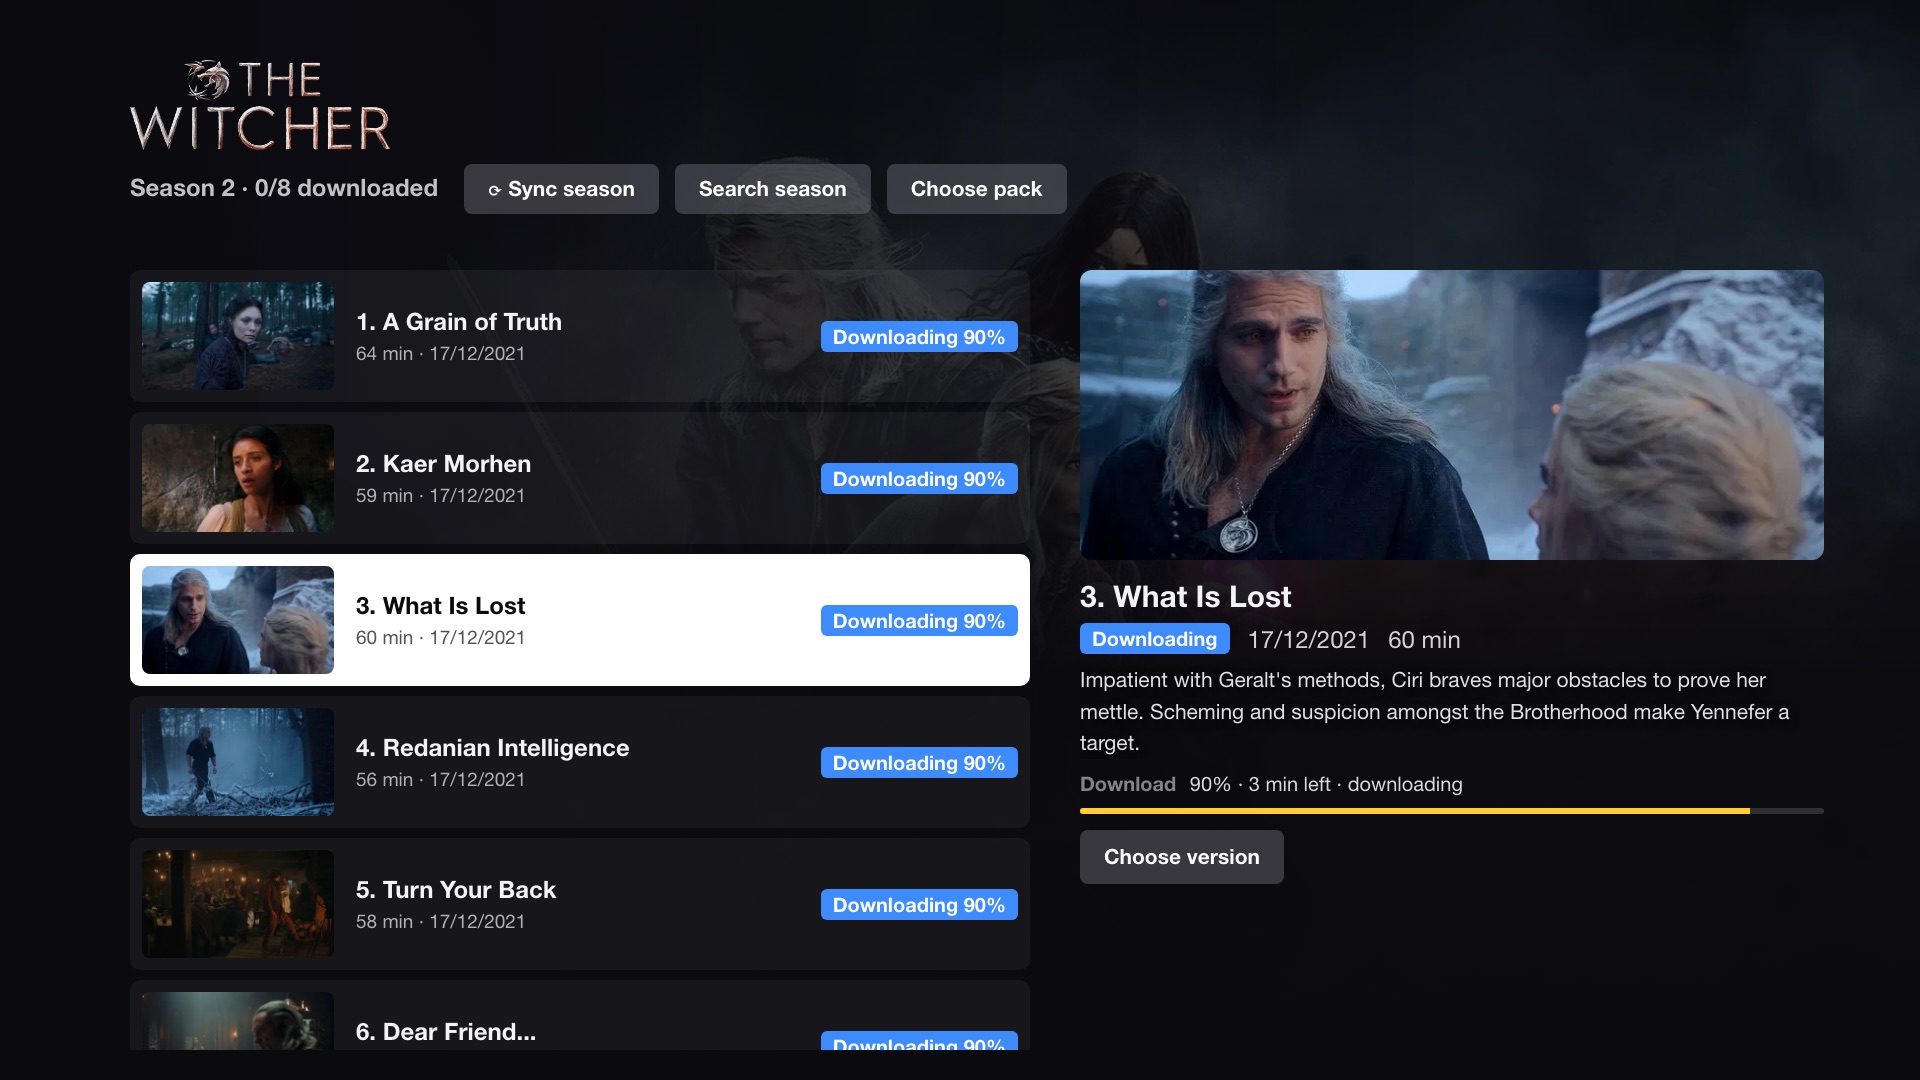 THE
WITCHER
Season 2 · 0/8 downloaded
⟳ Sync season
Search season
Choose pack
1. A Grain of Truth
64 min · 17/12/2021
Downloading 90%
2. Kaer Morhen
59 min · 17/12/2021
Downloading 90%
3. What Is Lost
60 min · 17/12/2021
Downloading 90%
4. Redanian Intelligence
56 min · 17/12/2021
Downloading 90%
5. Turn Your Back
58 min · 17/12/2021
Downloading 90%
6. Dear Friend...
Downloading 90%
3. What Is Lost
Downloading 17/12/2021 60 min
Impatient with Geralt's methods, Ciri braves major obstacles to prove her
mettle. Scheming and suspicion amongst the Brotherhood make Yennefer a
target.
Download 90% · 3 min left · downloading
Choose version